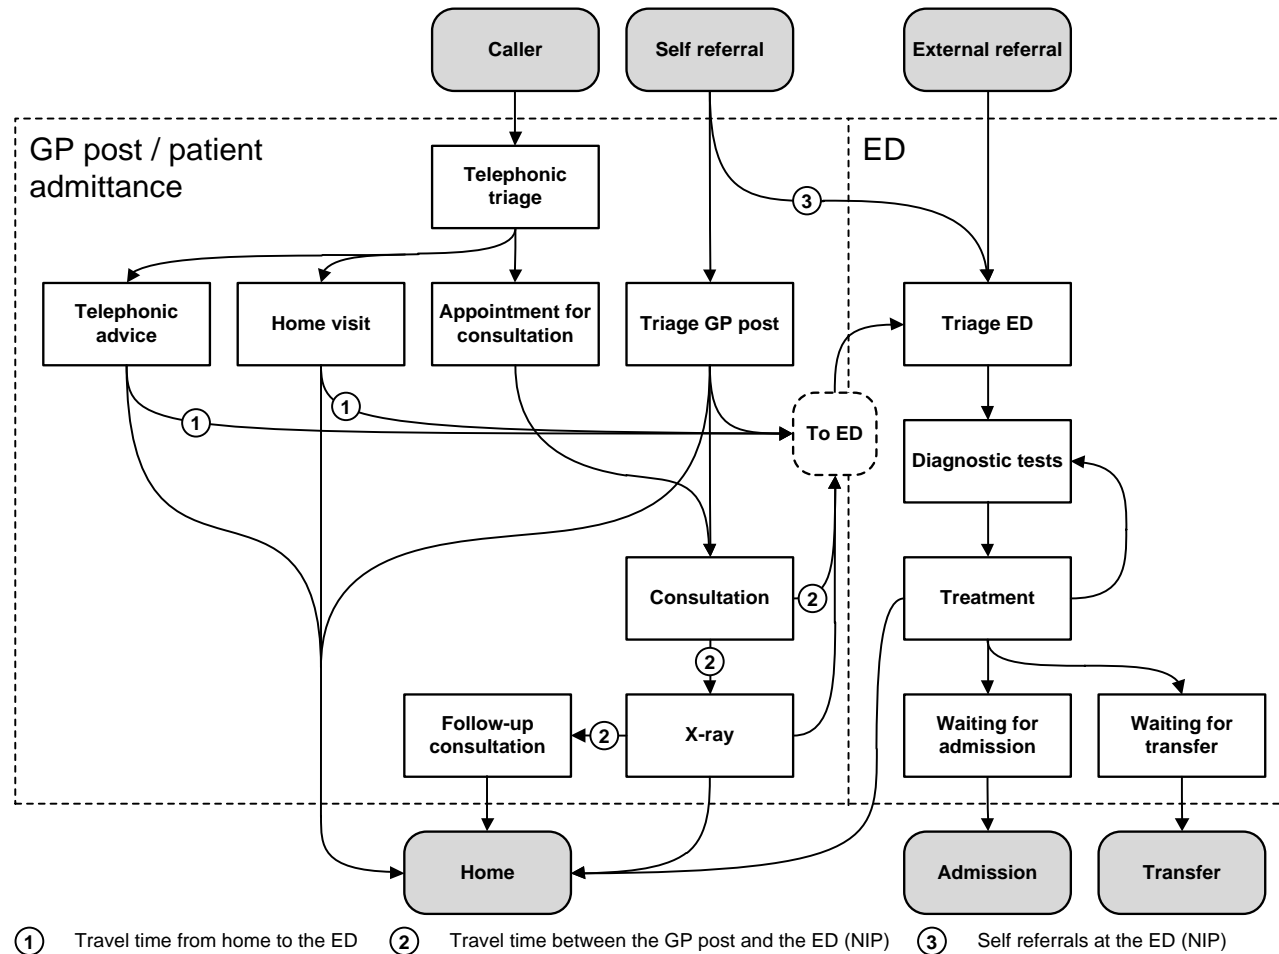 Caller
Self referral
External referral
GP post / patient
admittance
ED
Telephonic
triage
3
Telephonic
advice
Home visit
Appointment for
consultation
Triage GP post
Triage ED
1
1
To ED
Diagnostic tests
Consultation
2
Treatment
2
Follow-up
consultation
2
X-ray
Waiting for
admission
Waiting for
transfer
Home
Admission
Transfer
1 Travel time from home to the ED
2 Travel time between the GP post and the ED (NIP)
3 Self referrals at the ED (NIP)